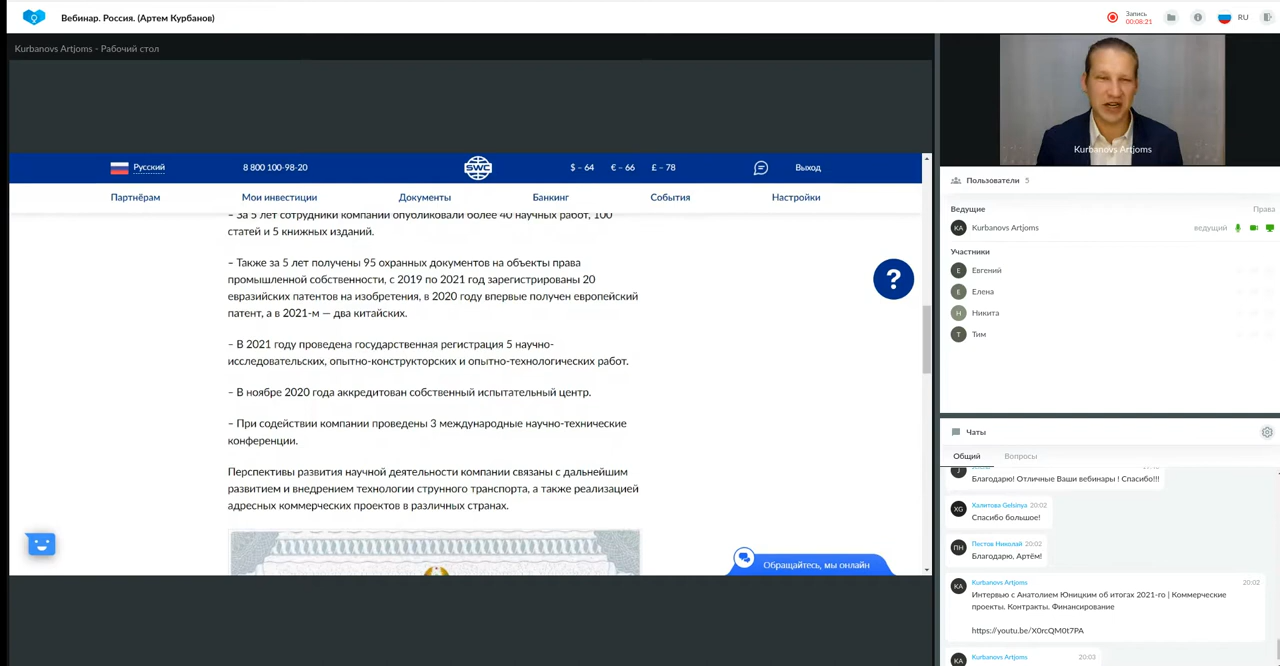 Вебинар. Россия. (Артем Курбанов)
Запись
00:08:21
RU
Kurbanovs Artjoms - Рабочий стол
Русский
8 800 100-98-20
SWC
$ – 64
€ – 66
£ – 78
Выход
Партнёрам
Мои инвестиции
Документы
Банкинг
События
Настройки
– За 5 лет сотрудники компании опубликовали более 40 научных работ, 100
статей и 5 книжных изданий.
– Также за 5 лет получены 95 охранных документов на объекты права
промышленной собственности, с 2019 по 2021 год зарегистрированы 20
евразийских патентов на изобретения, в 2020 году впервые получен европейский
патент, а в 2021-м — два китайских.
– В 2021 году проведена государственная регистрация 5 научно-
исследовательских, опытно-конструкторских и опытно-технологических работ.
– В ноябре 2020 года аккредитован собственный испытательный центр.
– При содействии компании проведены 3 международные научно-технические
конференции.
Перспективы развития научной деятельности компании связаны с дальнейшим
развитием и внедрением технологии струнного транспорта, а также реализацией
адресных коммерческих проектов в различных странах.
?
Обращайтесь, мы онлайн
Kurbanovs Artjoms
Пользователи 5
Ведущие
Права
KA
Kurbanovs Artjoms
ведущий
Участники
Е
Евгений
Е
Елена
Н
Никита
Т
Тим
Чаты
Общий
Вопросы
J
Благодарю! Отличные Ваши вебинары ! Спасибо!!!
XG
Халитова Gelsinya 20:02
Спасибо большое!
ПН
Пестов Николай 20:02
Благодарю, Артём!
KA
Kurbanovs Artjoms
20:02
Интервью с Анатолием Юницким об итогах 2021-го | Коммерческие
проекты. Контракты. Финансирование
https://youtu.be/X0rcQM0t7PA
KA
Kurbanovs Artjoms
20:03